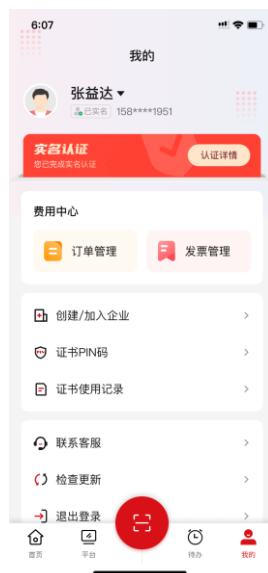 6:07
我的
张益达
已实名 158****1951
实名认证
您已完成实名认证
认证详情
费用中心
订单管理
发票管理
创建/加入企业
证书PIN码
证书使用记录
联系客服
检查更新
退出登录
首页
平台
待办
我的